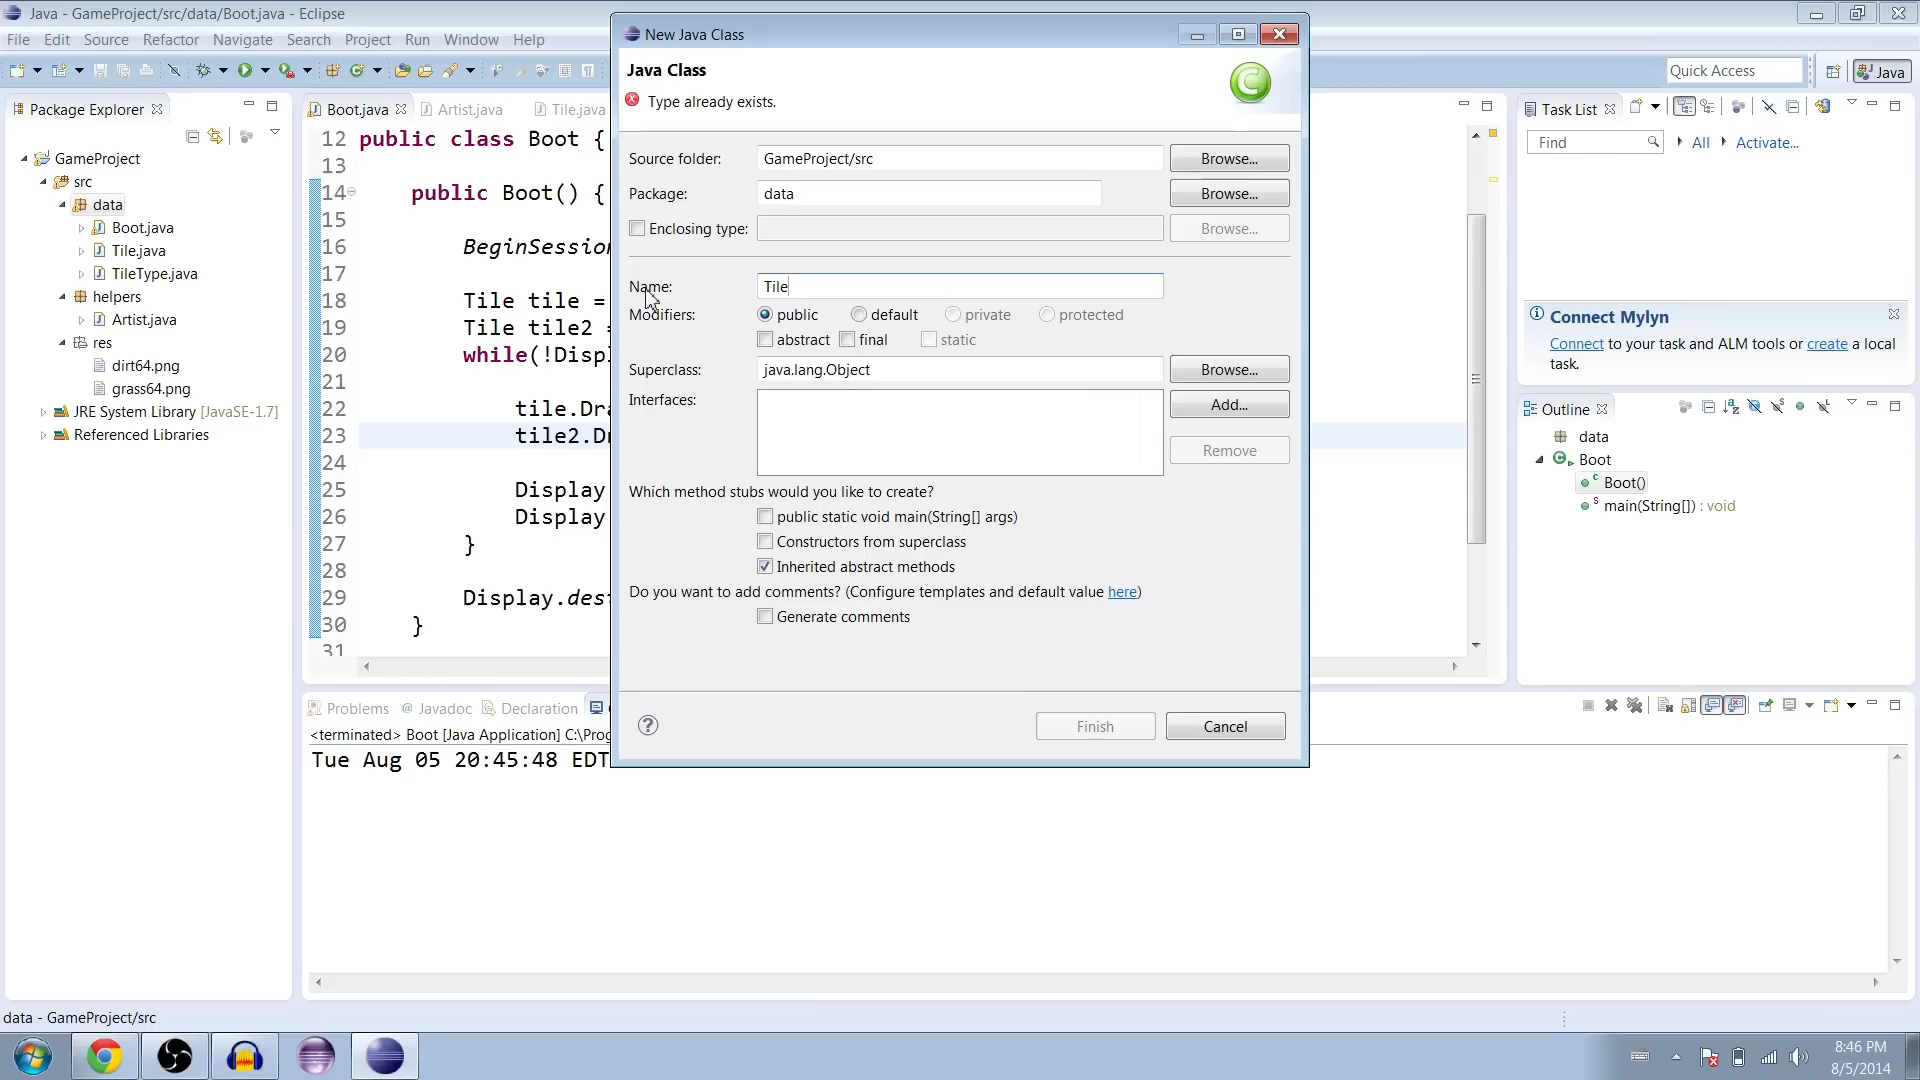 Java - GameProject/src/data/Boot.java - Eclipse
File Edit Source Refactor Navigate Search Project Run Window Help
Quick Access
Java
Package Explorer
GameProject
src
data
Boot.java
Tile.java
TileType.java
helpers
Artist.java
res
dirt64.png
grass64.png
JRE System Library [JavaSE-1.7]
Referenced Libraries
Boot.java Artist.java Tile.java
12 public class Boot {
13
14 public Boot() {
15
16 BeginSession
17
18 Tile tile =
19 Tile tile2
20 while(!Displ
21
22 tile.Dra
23 tile2.Dr
24
25 Display
26 Display
27 }
28
29 Display.dest
30 }
31
New Java Class
Java Class
Type already exists.
Source folder: GameProject/src Browse...
Package: data Browse...
Enclosing type: Browse...
Name: Tile
Modifiers: public default private protected
abstract final static
Superclass: java.lang.Object Browse...
Interfaces: Add...
Remove
Which method stubs would you like to create?
public static void main(String[] args)
Constructors from superclass
Inherited abstract methods
Do you want to add comments? (Configure templates and default value here)
Generate comments
Finish Cancel
Task List
Find All Activate...
Connect Mylyn
Connect to your task and ALM tools or create a local
task.
Outline
data
Boot
Boot()
main(String[]) : void
Problems @ Javadoc Declaration
<terminated> Boot [Java Application] C:\Prog
Tue Aug 05 20:45:48 EDT
data - GameProject/src
8:46 PM
8/5/2014